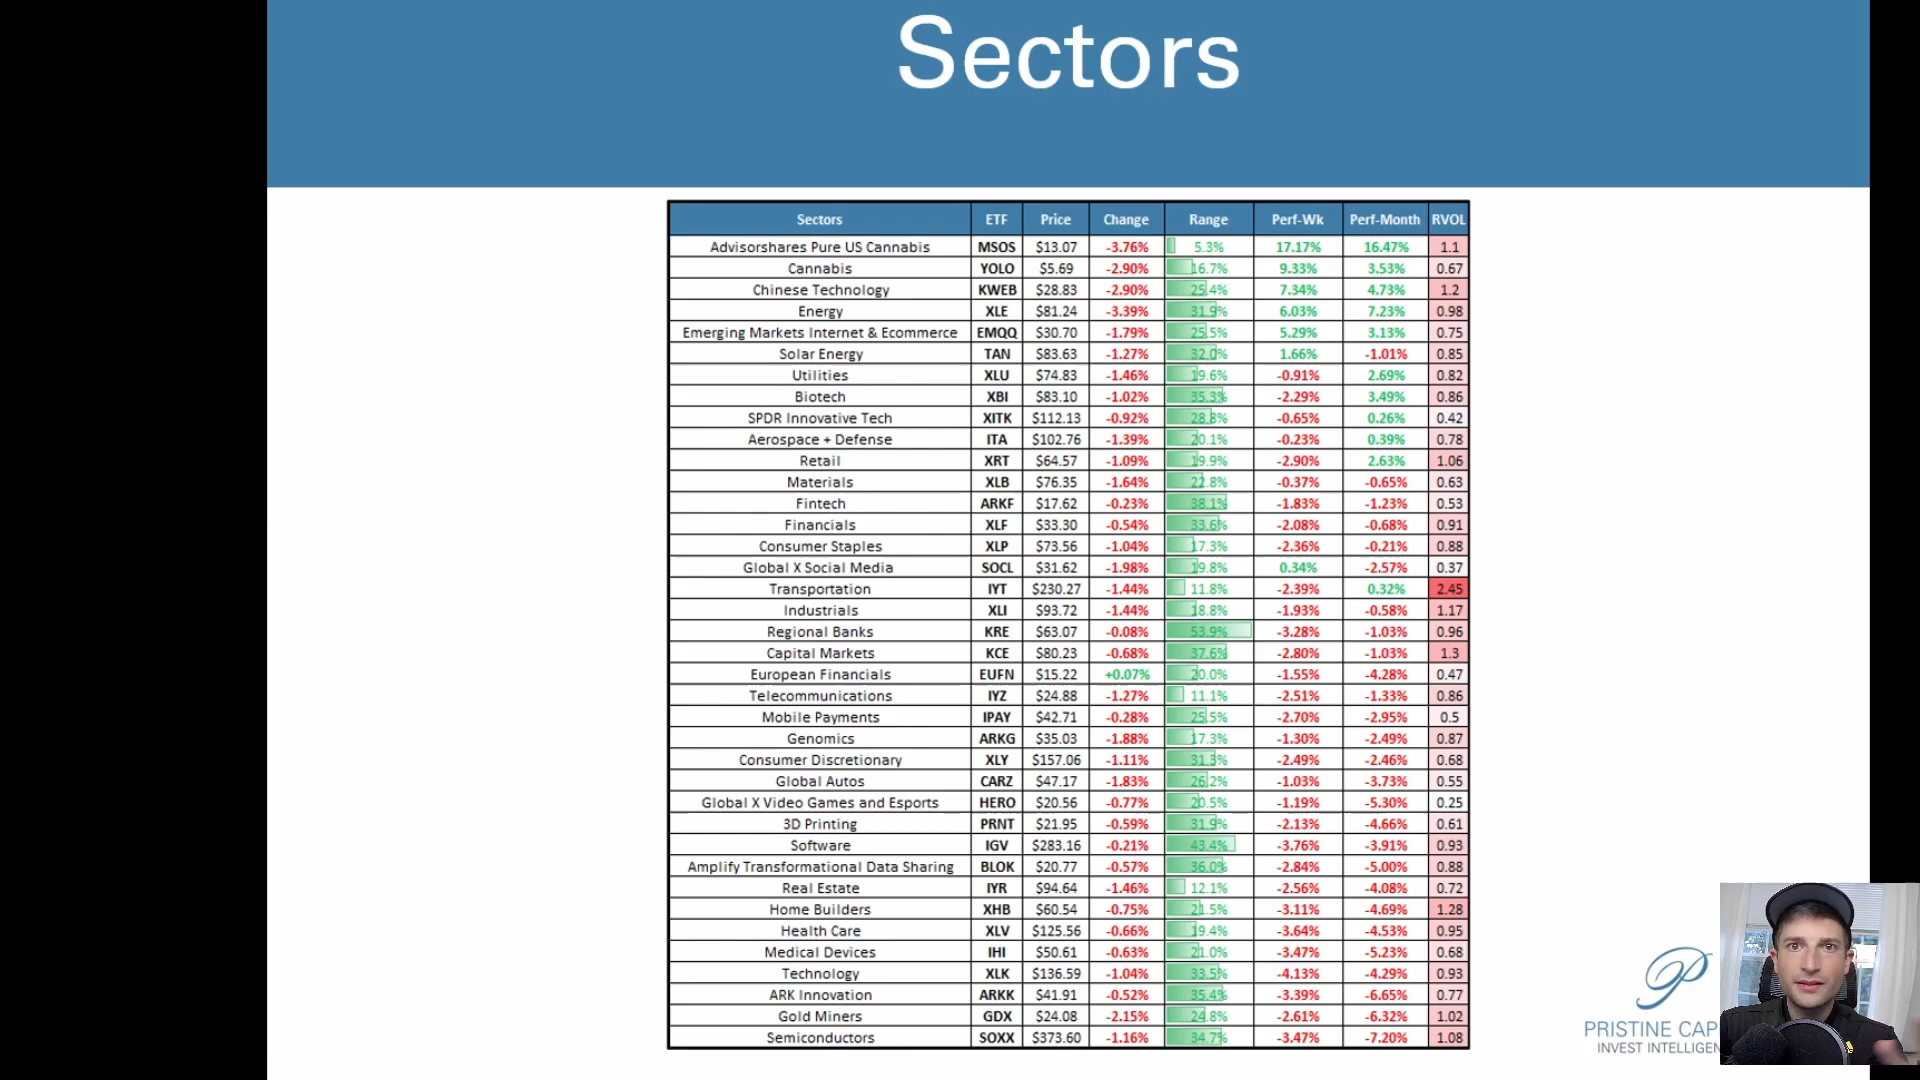 Sectors
Sectors ETF Price Change Range Perf-Wk Perf-Month RVOL
Advisorshares Pure US Cannabis MSOS $13.07 -3.76% 5.3% 17.17% 16.47% 1.1
Cannabis YOLO $5.69 -2.90% 16.7% 9.33% 3.53% 0.67
Chinese Technology KWEB $28.83 -2.90% 25.4% 7.34% 4.73% 1.2
Energy XLE $81.24 -3.39% 31.9% 6.03% 7.23% 0.98
Emerging Markets Internet & Ecommerce EMQQ $30.70 -1.79% 25.5% 5.29% 3.13% 0.75
Solar Energy TAN $83.63 -1.27% 32.0% 1.66% -1.01% 0.85
Utilities XLU $74.83 -1.46% 19.6% -0.91% 2.69% 0.82
Biotech XBI $83.10 -1.02% 35.3% -2.29% 3.49% 0.86
SPDR Innovative Tech XITK $112.13 -0.92% 28.8% -0.65% 0.26% 0.42
Aerospace + Defense ITA $102.76 -1.39% 20.1% -0.23% 0.39% 0.78
Retail XRT $64.57 -1.09% 19.9% -2.90% 2.63% 1.06
Materials XLB $76.35 -1.64% 22.8% -0.37% -0.65% 0.63
Fintech ARKF $17.62 -0.23% 38.1% -1.83% -1.23% 0.53
Financials XLF $33.30 -0.54% 33.6% -2.08% -0.68% 0.91
Consumer Staples XLP $73.56 -1.04% 17.3% -2.36% -0.21% 0.88
Global X Social Media SOCL $31.62 -1.98% 19.8% 0.34% -2.57% 0.37
Transportation IYT $230.27 -1.44% 11.8% -2.39% 0.32% 2.45
Industrials XLI $93.72 -1.44% 18.8% -1.93% -0.58% 1.17
Regional Banks KRE $63.07 -0.08% 53.9% -3.28% -1.03% 0.96
Capital Markets KCE $80.23 -0.68% 37.6% -2.80% -1.03% 1.3
European Financials EUFN $15.22 +0.07% 20.0% -1.55% -4.28% 0.47
Telecommunications IYZ $24.88 -1.27% 11.1% -2.51% -1.33% 0.86
Mobile Payments IPAY $42.71 -0.28% 25.5% -2.70% -2.95% 0.5
Genomics ARKG $35.03 -1.88% 17.3% -1.30% -2.49% 0.87
Consumer Discretionary XLY $157.06 -1.11% 31.3% -2.49% -2.46% 0.68
Global Autos CARZ $47.17 -1.83% 26.2% -1.03% -3.73% 0.55
Global X Video Games and Esports HERO $20.56 -0.77% 20.5% -1.19% -5.30% 0.25
3D Printing PRNT $21.95 -0.59% 31.9% -2.13% -4.66% 0.61
Software IGV $283.16 -0.21% 43.4% -3.76% -3.91% 0.93
Amplify Transformational Data Sharing BLOK $20.77 -0.57% 36.0% -2.84% -5.00% 0.88
Real Estate IYR $94.64 -1.46% 12.1% -2.56% -4.08% 0.72
Home Builders XHB $60.54 -0.75% 21.5% -3.11% -4.69% 1.28
Health Care XLV $125.56 -0.66% 19.4% -3.64% -4.53% 0.95
Medical Devices IHI $50.61 -0.63% 21.0% -3.47% -5.23% 0.68
Technology XLK $136.59 -1.04% 33.5% -4.13% -4.29% 0.93
ARK Innovation ARKK $41.91 -0.52% 35.4% -3.39% -6.65% 0.77
Gold Miners GDX $24.08 -2.15% 24.8% -2.61% -6.32% 1.02
Semiconductors SOXX $373.60 -1.16% 34.7% -3.47% -7.20% 1.08
PRISTINE CAP
INVEST INTELLIGEN